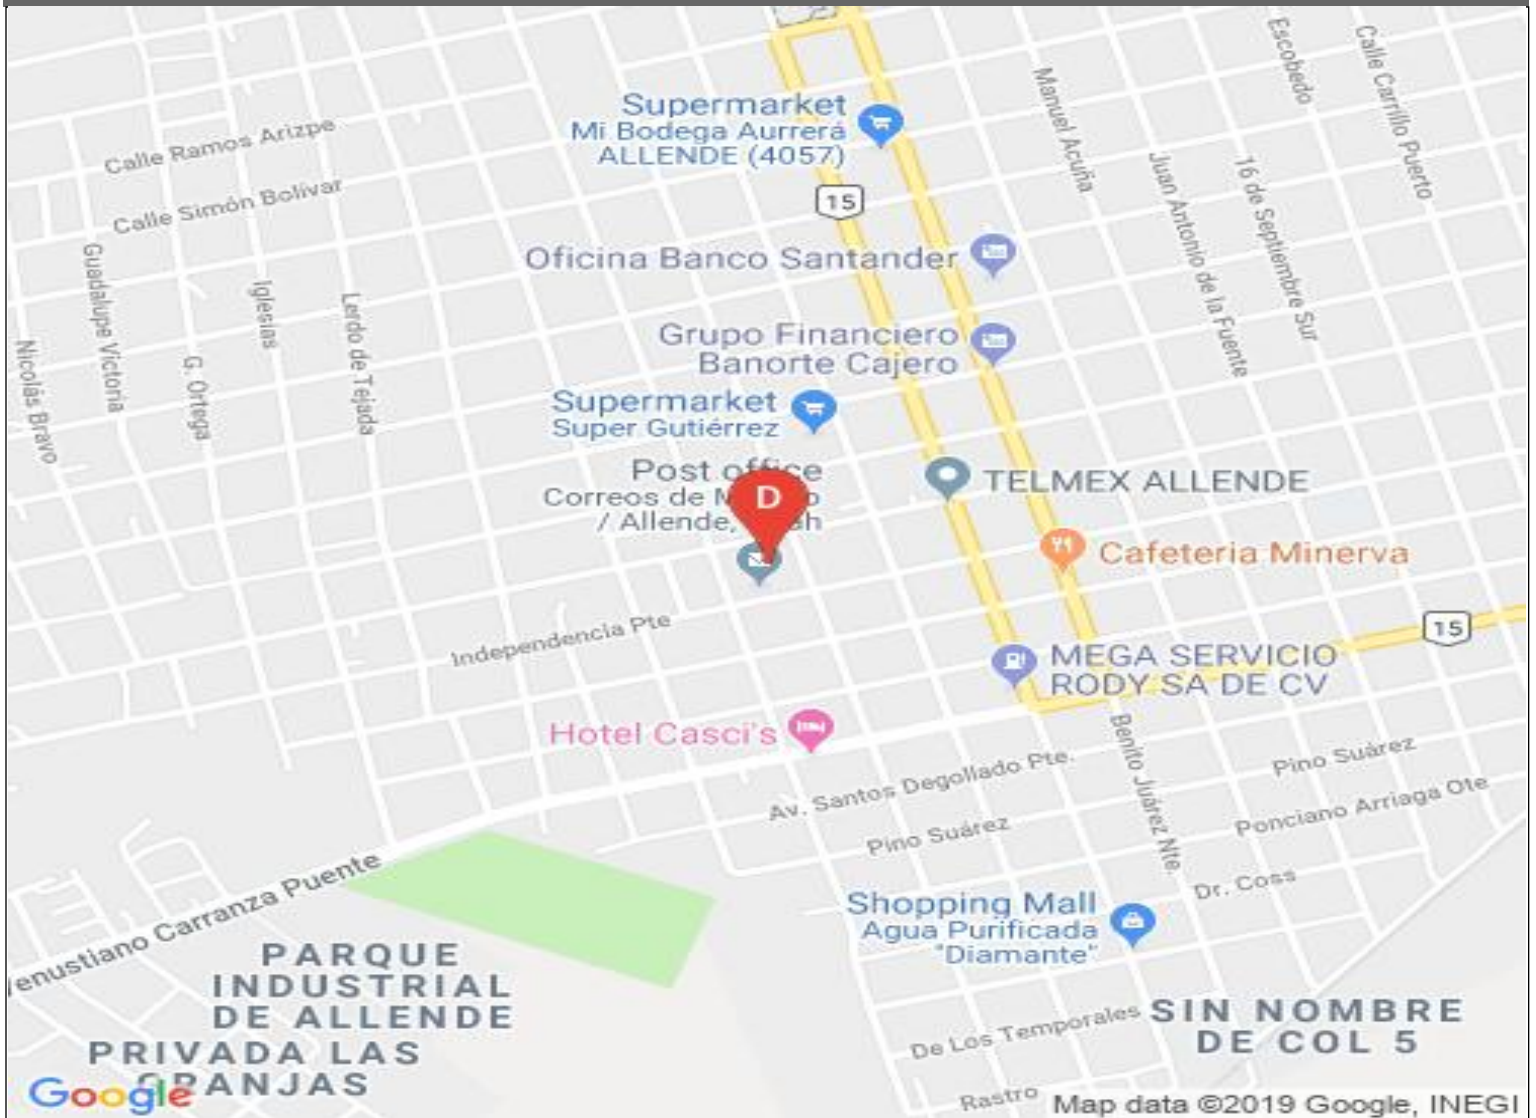 Escobedo
Calle Carrillo Puerto
Manuel Acuña
Supermarket
Mi Bodega Aurrerá
ALLENDE (4057)
Calle Ramos Arizpe
Juan Antonio de la Fuente
16 de Septiembre Sur
Calle Simón Bolivar
15
Guadalupe Victoria
Oficina Banco Santander
Iglesias
Lerdo de Tejada
Grupo Financiero
Banorte Cajero
Nicolás Bravo
G. Ortega
Supermarket
Super Gutiérrez
Post office
TELMEX ALLENDE
Correos de
/ Allende,
D
Cafeteria Minerva
Independencia Pte
15
MEGA SERVICIO
RODY SA DE CV
Hotel Casci's
Benito Juárez Nte.
Av. Santos Degollado Pte.
Pino Suárez
Pino Suárez
Ponciano Arriaga Ote
Venustiano Carranza Puente
Dr. Coss
Shopping Mall
Agua Purificada
"Diamante"
PARQUE
INDUSTRIAL
DE ALLENDE
SIN NOMBRE
DE COL 5
De Los Temporales
PRIVADA LAS
GRANJAS
Google
Rastro
Map data ©2019 Google, INEGI